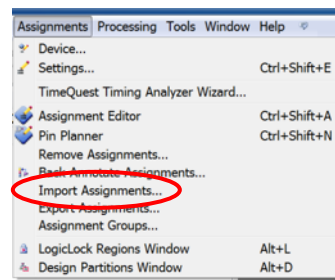 Assignments Processing Tools Window Help
Device...
Settings... Ctrl+Shift+E
TimeQuest Timing Analyzer Wizard...
Assignment Editor Ctrl+Shift+A
Pin Planner Ctrl+Shift+N
Remove Assignments...
Back-Annotate Assignments...
Import Assignments...
Export Assignments...
Assignment Groups...
LogicLock Regions Window Alt+L
Design Partitions Window Alt+D